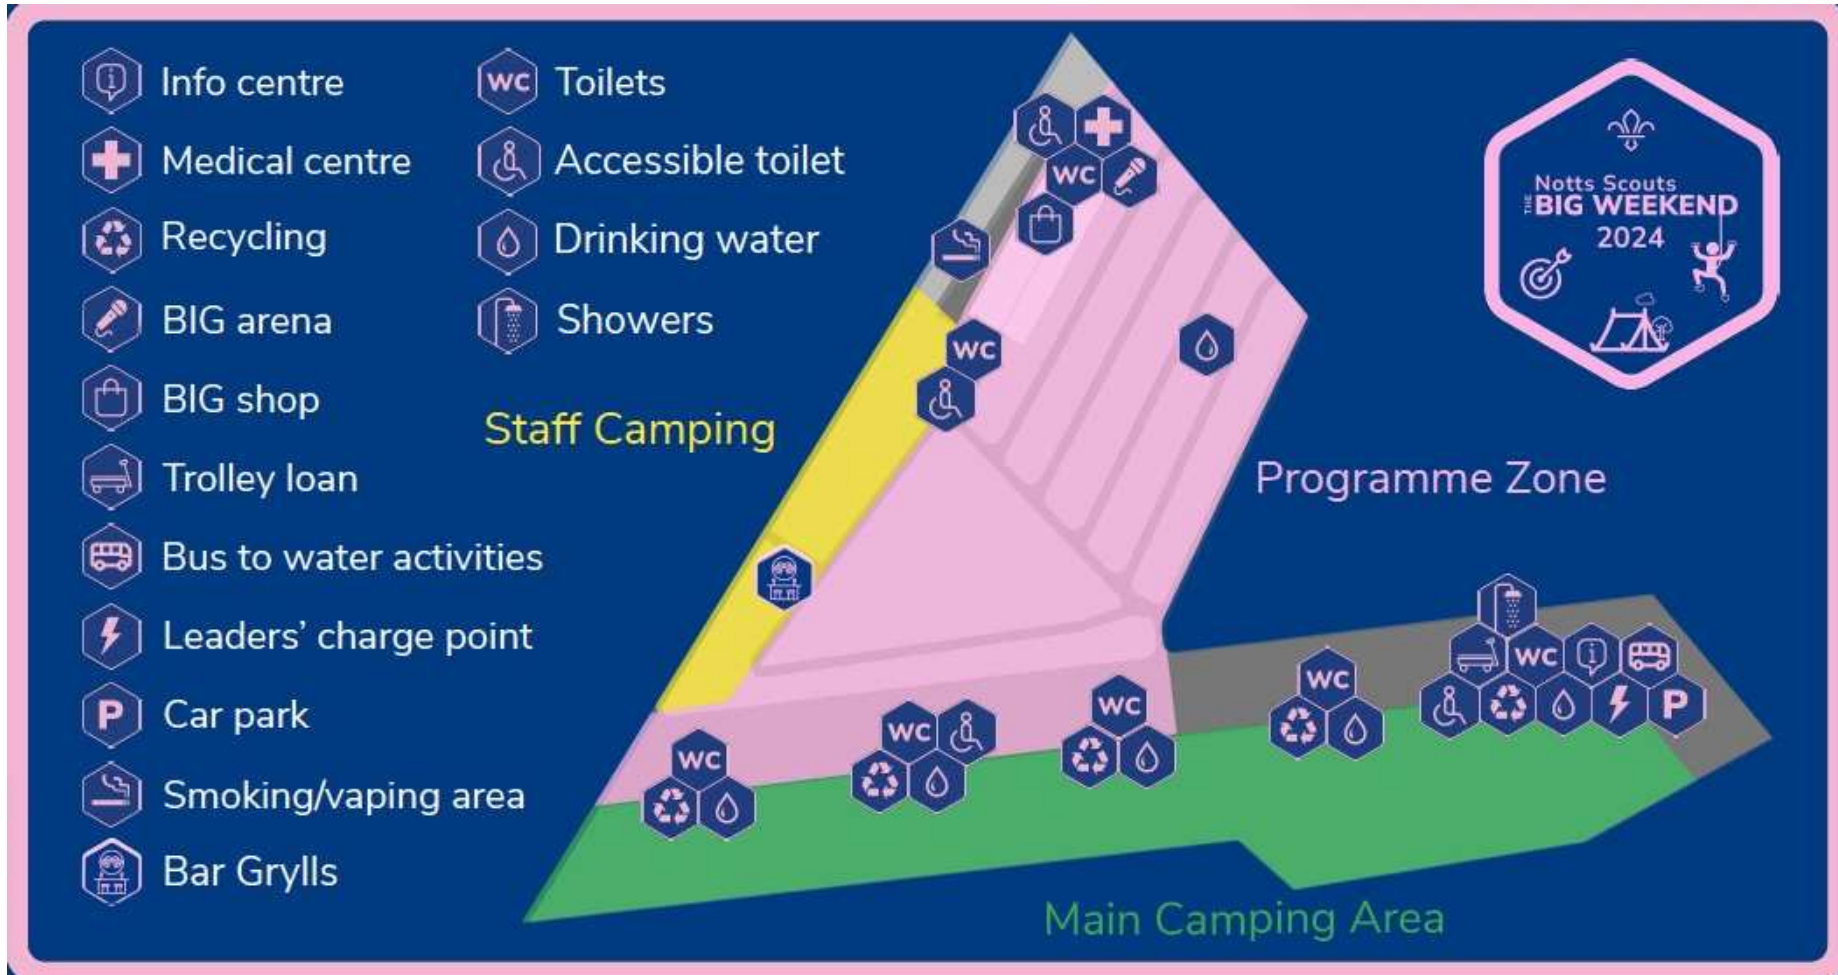 Info centre
Medical centre
Recycling
BIG arena
BIG shop
Trolley loan
Bus to water activities
Leaders’ charge point
Car park
Smoking/vaping area
Bar Grylls
WC Toilets
Accessible toilet
Drinking water
Showers
Staff Camping
Programme Zone
Main Camping Area
Notts Scouts
THE BIG WEEKEND
2024
WC
WC
WC
WC
WC
WC
WC
P
P